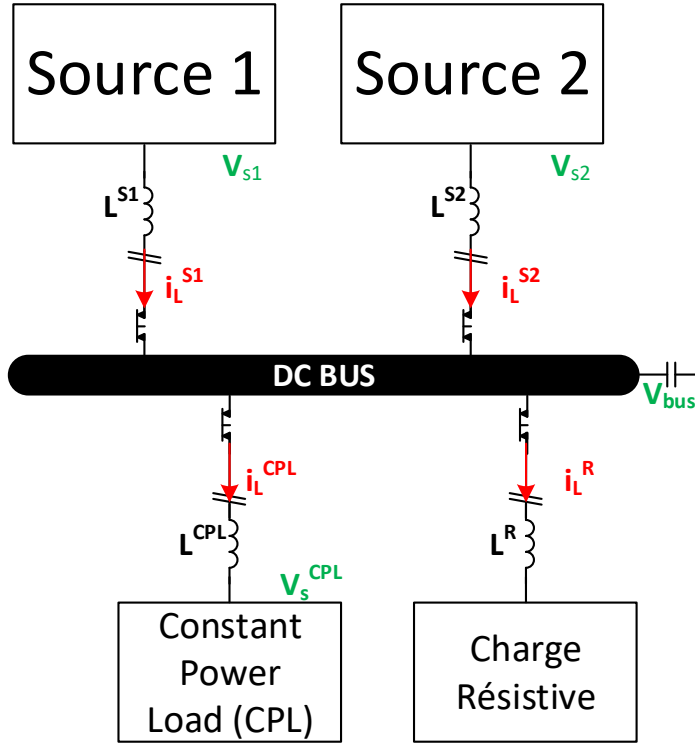 Source 1
Source 2
V_s1
V_s2
L^S1
L^S2
i_L^S1
i_L^S2
DC BUS
V_bus
i_L^CPL
i_L^R
L^CPL
L^R
V_s^CPL
Constant
Power
Load (CPL)
Charge
Résistive